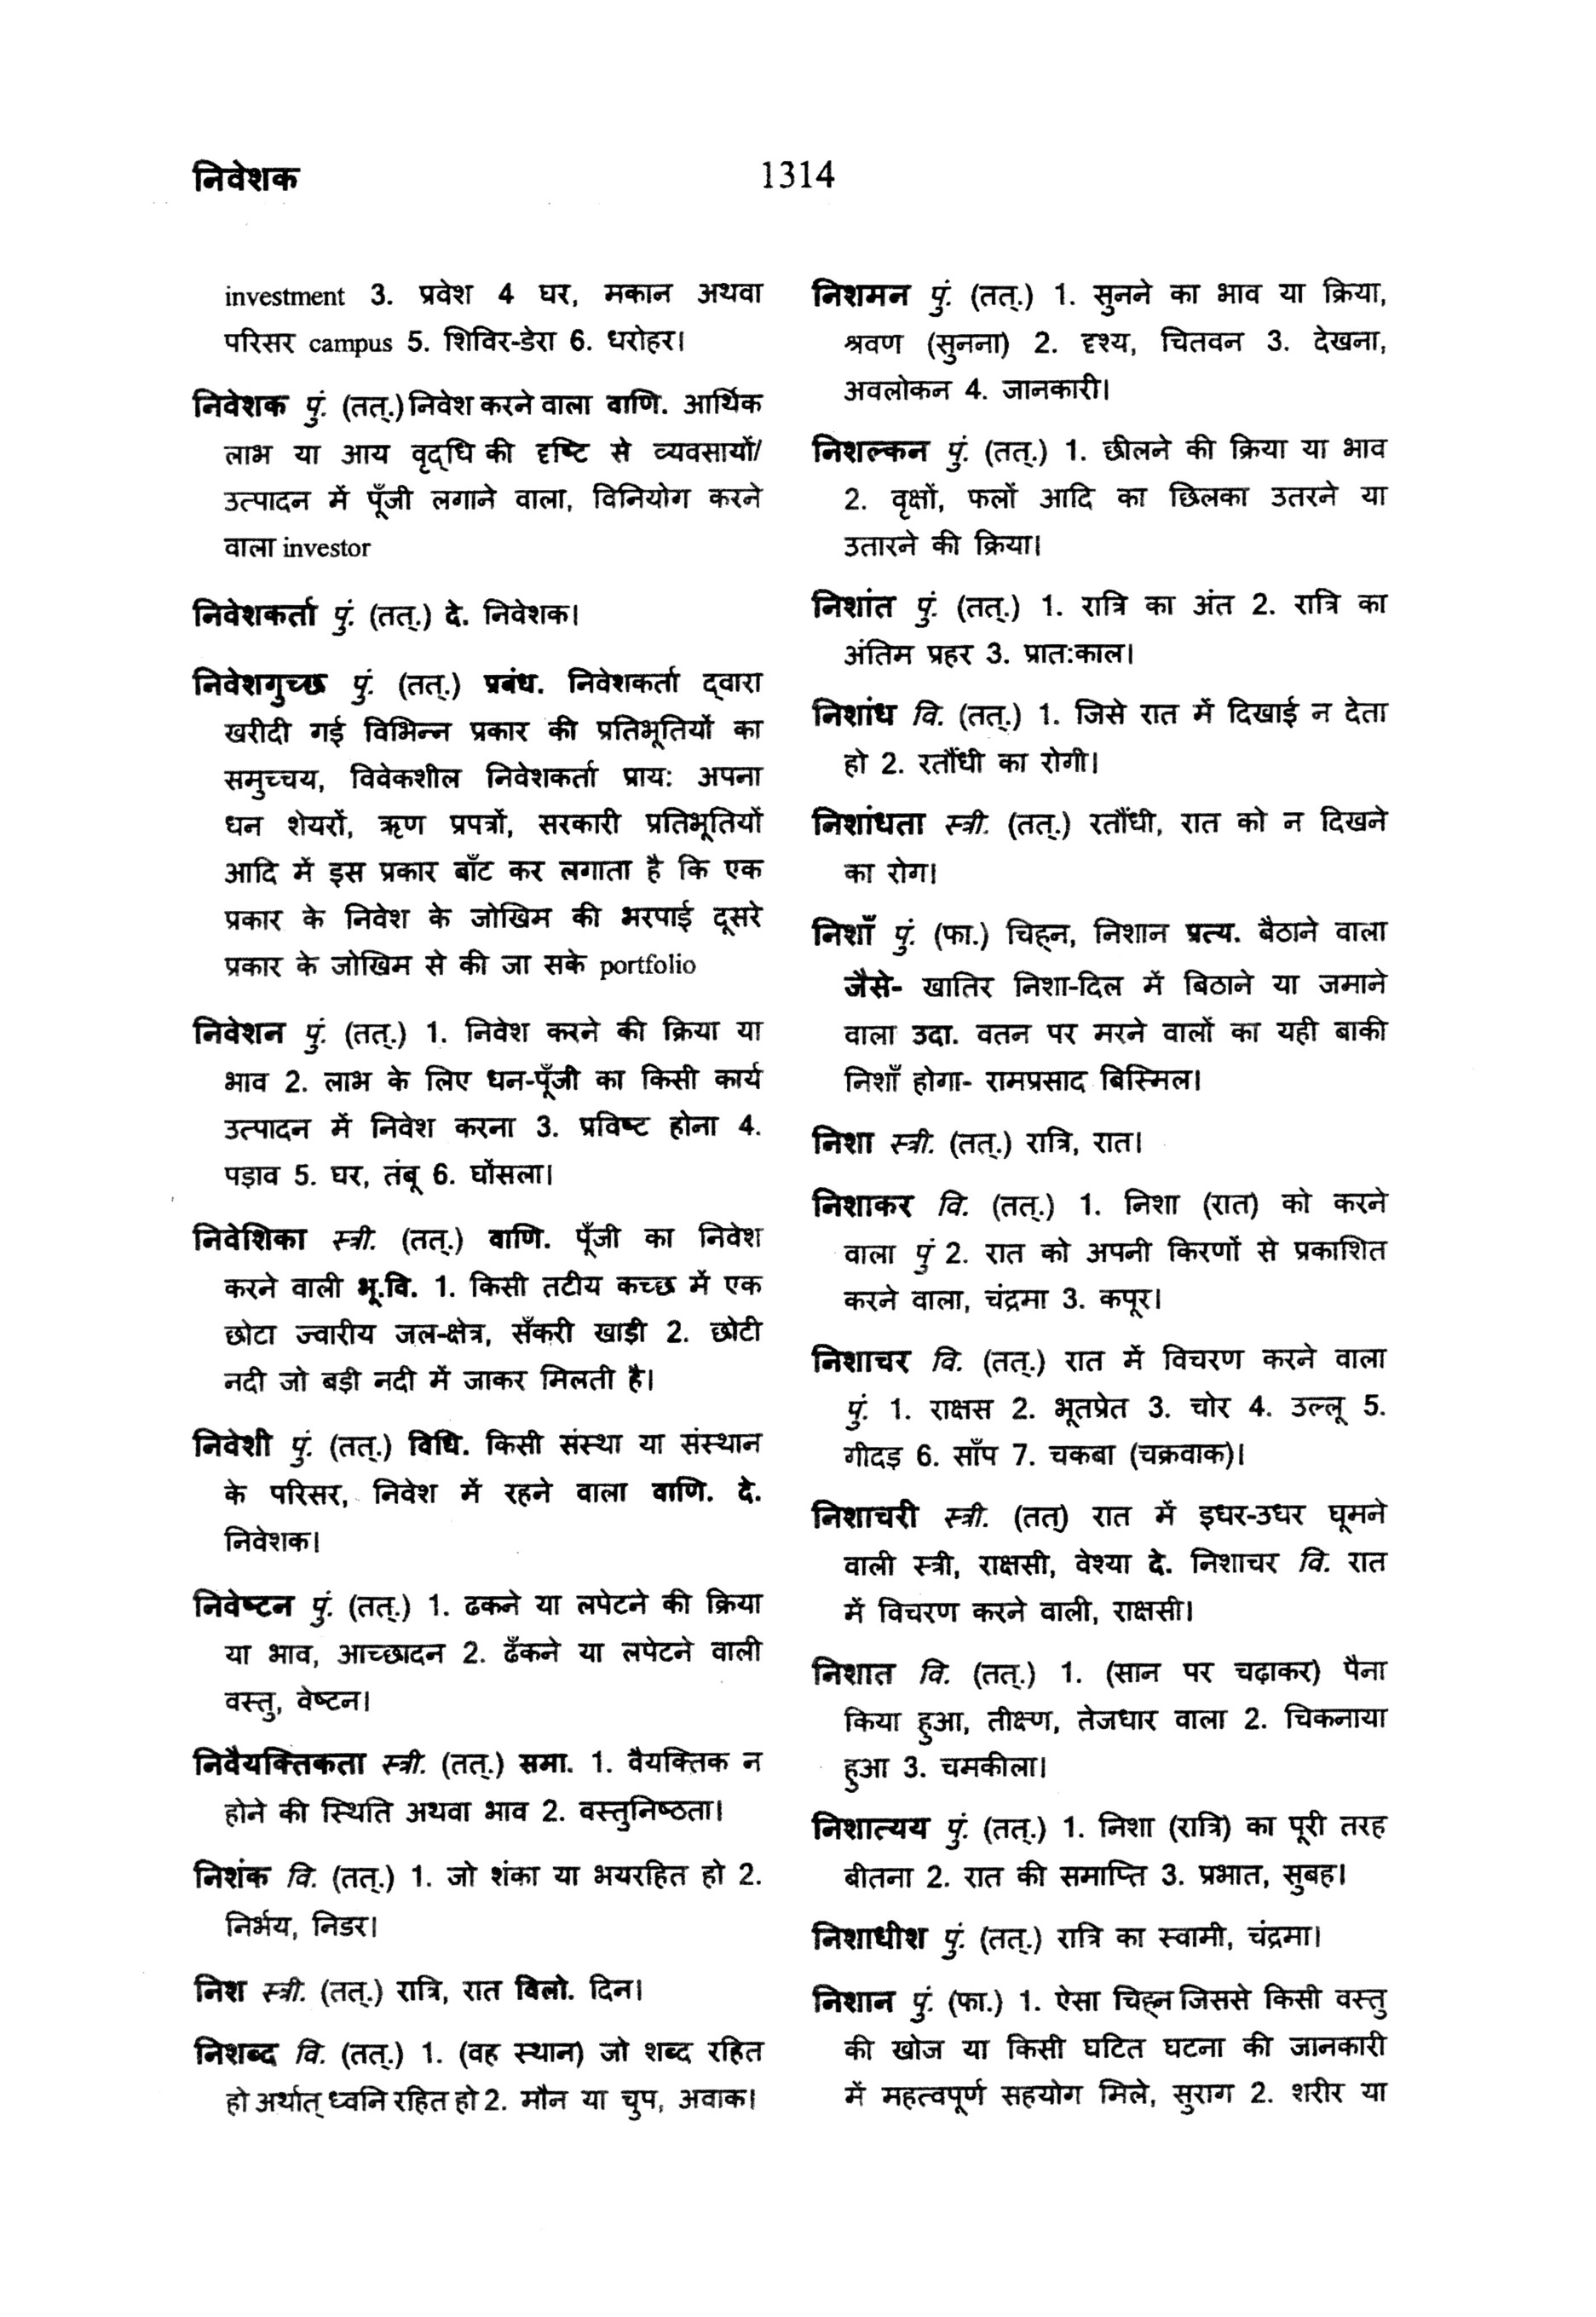 निवेशक
1314
investment 3. प्रवेश 4 घर, मकान अथवा
परिसर campus 5. शिविर-डेरा 6. धरोहर।
निवेशक पुं. (तत्.) निवेश करने वाला वाणि. आर्थिक
लाभ या आय वृद्धि की दृष्टि से व्यवसायों/
उत्पादन में पूँजी लगाने वाला, विनियोग करने
वाला investor
निवेशकर्ता पुं. (तत्.) दे. निवेशक।
निवेशगुच्छ पुं. (तत्.) प्रबंध. निवेशकर्ता द्वारा
खरीदी गई विभिन्न प्रकार की प्रतिभूतियों का
समुच्चय, विवेकशील निवेशकर्ता प्राय: अपना
धन शेयरों, ऋण प्रपत्रों, सरकारी प्रतिभूतियों
आदि में इस प्रकार बाँट कर लगाता है कि एक
प्रकार के निवेश के जोखिम की भरपाई दूसरे
प्रकार के जोखिम से की जा सके portfolio
निवेशन पुं. (तत्.) 1. निवेश करने की क्रिया या
भाव 2. लाभ के लिए धन-पूँजी का किसी कार्य
उत्पादन में निवेश करना 3. प्रविष्ट होना 4.
पड़ाव 5. घर, तंबू 6. घोंसला।
निवेशिका स्त्री. (तत्.) वाणि. पूँजी का निवेश
करने वाली भू.वि. 1. किसी तटीय कच्छ में एक
छोटा ज्वारीय जल-क्षेत्र, सँकरी खाड़ी 2. छोटी
नदी जो बड़ी नदी में जाकर मिलती है।
निवेशी पुं. (तत्.) विधि. किसी संस्था या संस्थान
के परिसर, निवेश में रहने वाला वाणि. दे.
निवेशक।
निवेष्टन पुं. (तत्.) 1. ढकने या लपेटने की क्रिया
या भाव, आच्छादन 2. ढँकने या लपेटने वाली
वस्तु, वेष्टन।
निवैयक्तिकता स्त्री. (तत्.) समा. 1. वैयक्तिक न
होने की स्थिति अथवा भाव 2. वस्तुनिष्ठता।
निशंक वि. (तत्.) 1. जो शंका या भयरहित हो 2.
निर्भय, निडर।
निश स्त्री. (तत्.) रात्रि, रात विलो. दिन।
निशब्द वि. (तत्.) 1. (वह स्थान) जो शब्द रहित
हो अर्थात् ध्वनि रहित हो 2. मौन या चुप, अवाक।
निशमन पुं. (तत्.) 1. सुनने का भाव या क्रिया,
श्रवण (सुनना) 2. दृश्य, चितवन 3. देखना,
अवलोकन 4. जानकारी।
निशल्कन पुं. (तत्.) 1. छीलने की क्रिया या भाव
2. वृक्षों, फलों आदि का छिलका उतरने या
उतारने की क्रिया।
निशांत पुं. (तत्.) 1. रात्रि का अंत 2. रात्रि का
अंतिम प्रहर 3. प्रात:काल।
निशांध वि. (तत्.) 1. जिसे रात में दिखाई न देता
हो 2. रतौंधी का रोगी।
निशांधता स्त्री. (तत्.) रतौंधी, रात को न दिखने
का रोग।
निशाँ पुं. (फा.) चिह्न, निशान प्रत्य. बैठाने वाला
जैसे- खातिर निशा-दिल में बिठाने या जमाने
वाला उदा. वतन पर मरने वालों का यही बाकी
निशाँ होगा- रामप्रसाद बिस्मिल।
निशा स्त्री. (तत्.) रात्रि, रात।
निशाकर वि. (तत्.) 1. निशा (रात) को करने
वाला पुं 2. रात को अपनी किरणों से प्रकाशित
करने वाला, चंद्रमा 3. कपूर।
निशाचर वि. (तत्.) रात में विचरण करने वाला
पुं. 1. राक्षस 2. भूतप्रेत 3. चोर 4. उल्लू 5.
गीदड़ 6. साँप 7. चकबा (चक्रवाक)।
निशाचरी स्त्री. (तत्) रात में इधर-उधर घूमने
वाली स्त्री, राक्षसी, वेश्या दे. निशाचर वि. रात
में विचरण करने वाली, राक्षसी।
निशात वि. (तत्.) 1. (सान पर चढ़ाकर) पैना
किया हुआ, तीक्ष्ण, तेजधार वाला 2. चिकनाया
हुआ 3. चमकीला।
निशात्यय पुं. (तत्.) 1. निशा (रात्रि) का पूरी तरह
बीतना 2. रात की समाप्ति 3. प्रभात, सुबह।
निशाधीश पुं. (तत्.) रात्रि का स्वामी, चंद्रमा।
निशान पुं. (फा.) 1. ऐसा चिह्न जिससे किसी वस्तु
की खोज या किसी घटित घटना की जानकारी
में महत्वपूर्ण सहयोग मिले, सुराग 2. शरीर या